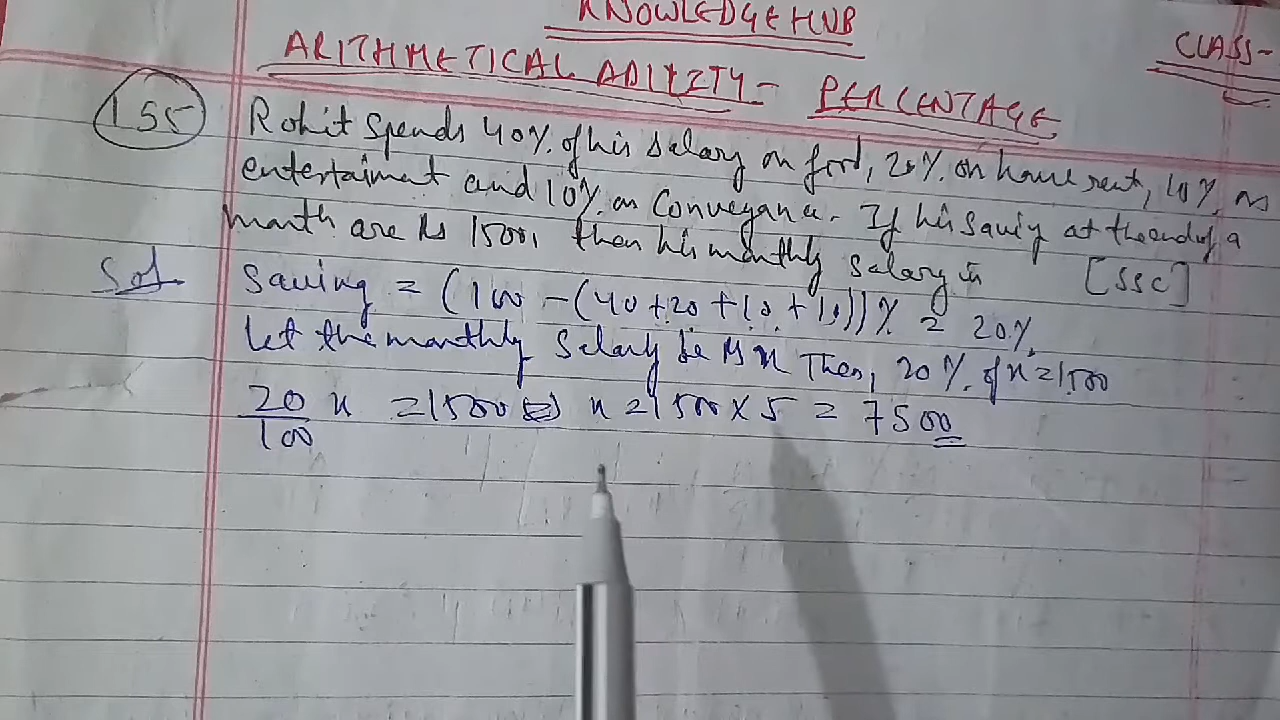 KNOWLEDGE HUB
CLASS-
ARITHMETICAL ABILITY- PERCENTAGE
155 Rohit spends 40% of his salary on food, 20% on house rent, 10% on
entertaiment and 10% on Conveyance. If his saving at the end of a
month are Rs 1500, then his monthly salary is [SSC]
Sol Saving = (100 - (40+20+10+10))% = 20%
let the monthly Salary be Rs x Then, 20% of x = 1500
20/100 x = 1500 ⇒ x = 1500 × 5 = 7500